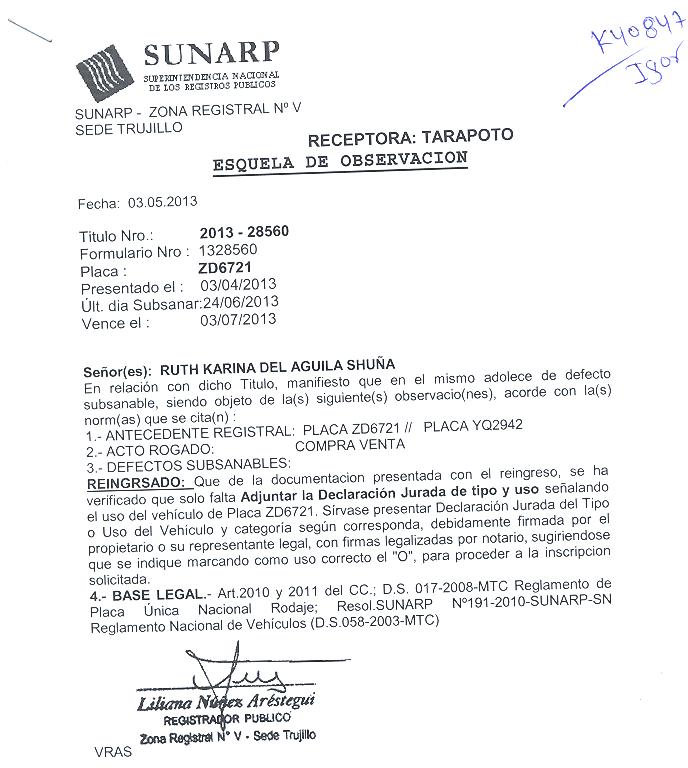 K40847
Igor
SUNARP
SUPERINTENDENCIA NACIONAL
DE LOS REGISTROS PUBLICOS
SUNARP - ZONA REGISTRAL Nº V
SEDE TRUJILLO
RECEPTORA: TARAPOTO
ESQUELA DE OBSERVACION
Fecha: 03.05.2013
Titulo Nro.: 2013 - 28560
Formulario Nro : 1328560
Placa : ZD6721
Presentado el : 03/04/2013
Últ. dia Subsanar:24/06/2013
Vence el : 03/07/2013
Señor(es): RUTH KARINA DEL AGUILA SHUÑA
En relación con dicho Titulo, manifiesto que en el mismo adolece de defecto
subsanable, siendo objeto de la(s) siguiente(s) observacio(nes), acorde con la(s)
norm(as) que se cita(n) :
1.- ANTECEDENTE REGISTRAL: PLACA ZD6721 // PLACA YQ2942
2.- ACTO ROGADO: COMPRA VENTA
3.- DEFECTOS SUBSANABLES:
REINGRSADO: Que de la documentacion presentada con el reingreso, se ha
verificado que solo falta Adjuntar la Declaración Jurada de tipo y uso señalando
el uso del vehículo de Placa ZD6721. Sírvase presentar Declaración Jurada del Tipo
o Uso del Vehículo y categoría según corresponda, debidamente firmada por el
propietario o su representante legal, con firmas legalizadas por notario, sugiriendose
que se indique marcando como uso correcto el "O", para proceder a la inscripcion
solicitada.
4.- BASE LEGAL.- Art.2010 y 2011 del CC.; D.S. 017-2008-MTC Reglamento de
Placa Única Nacional Rodaje; Resol.SUNARP Nº191-2010-SUNARP-SN
Reglamento Nacional de Vehículos (D.S.058-2003-MTC)
Liliana Núñez Aréstegui
REGISTRADOR PUBLICO
Zona Registral Nº V - Sede Trujillo
VRAS